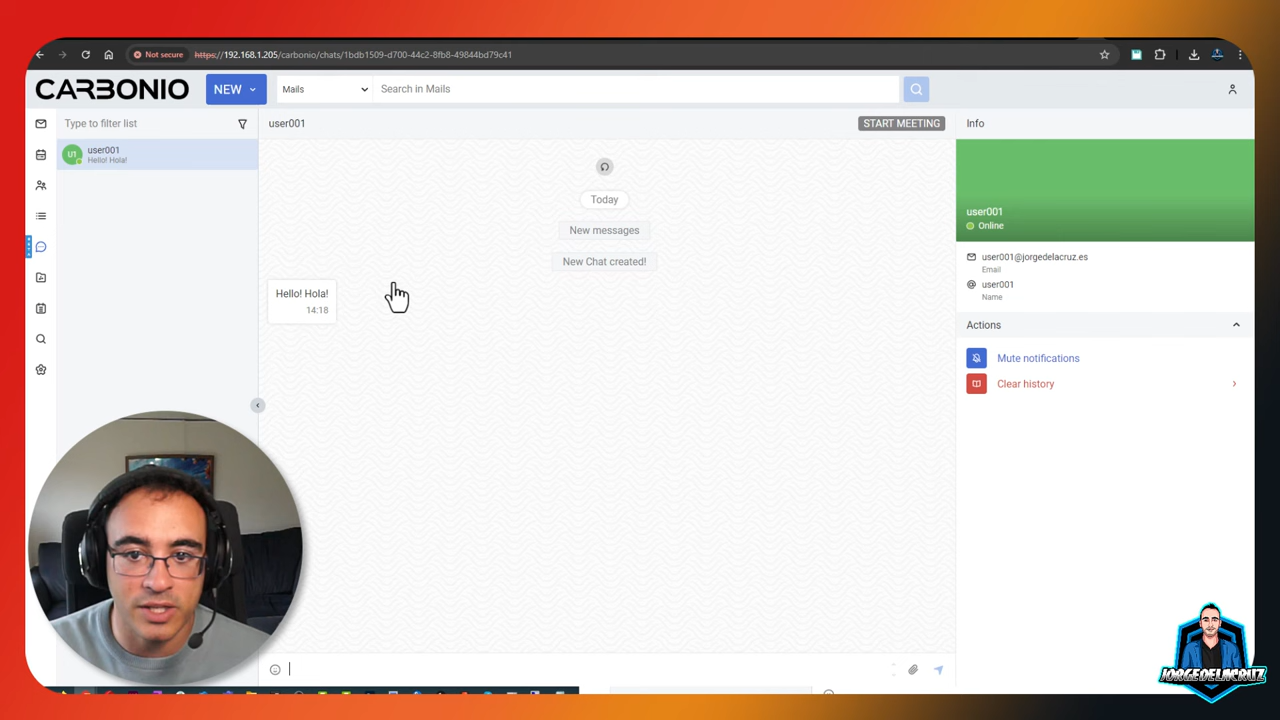 Not secure
https://192.168.1.205/carbonio/chats/1bdb1509-d700-44c2-8fb8-49844bd79c41
CARBONIO
NEW
Mails
Search in Mails
Type to filter list
user001
START MEETING
Info
U1
user001
Hello! Hola!
Today
New messages
New Chat created!
Hello! Hola!
14:18
user001
Online
user001@jorgedelacruz.es
Email
user001
Name
Actions
Mute notifications
Clear history
JORGEDELACRUZ